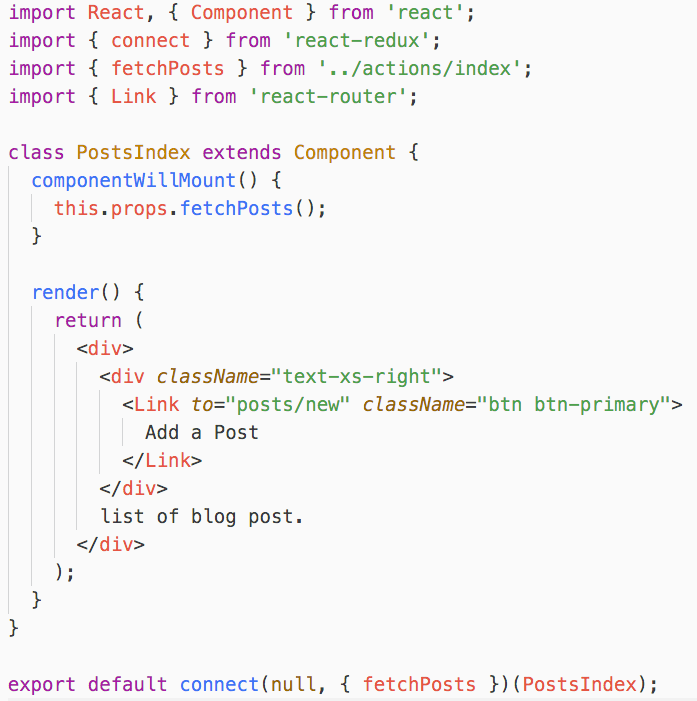 import React, { Component } from 'react';
import { connect } from 'react-redux';
import { fetchPosts } from '../actions/index';
import { Link } from 'react-router';

class PostsIndex extends Component {
  componentWillMount() {
    this.props.fetchPosts();
  }

  render() {
    return (
      <div>
        <div className="text-xs-right">
          <Link to="posts/new" className="btn btn-primary">
            Add a Post
          </Link>
        </div>
        list of blog post.
      </div>
    );
  }
}

export default connect(null, { fetchPosts })(PostsIndex);